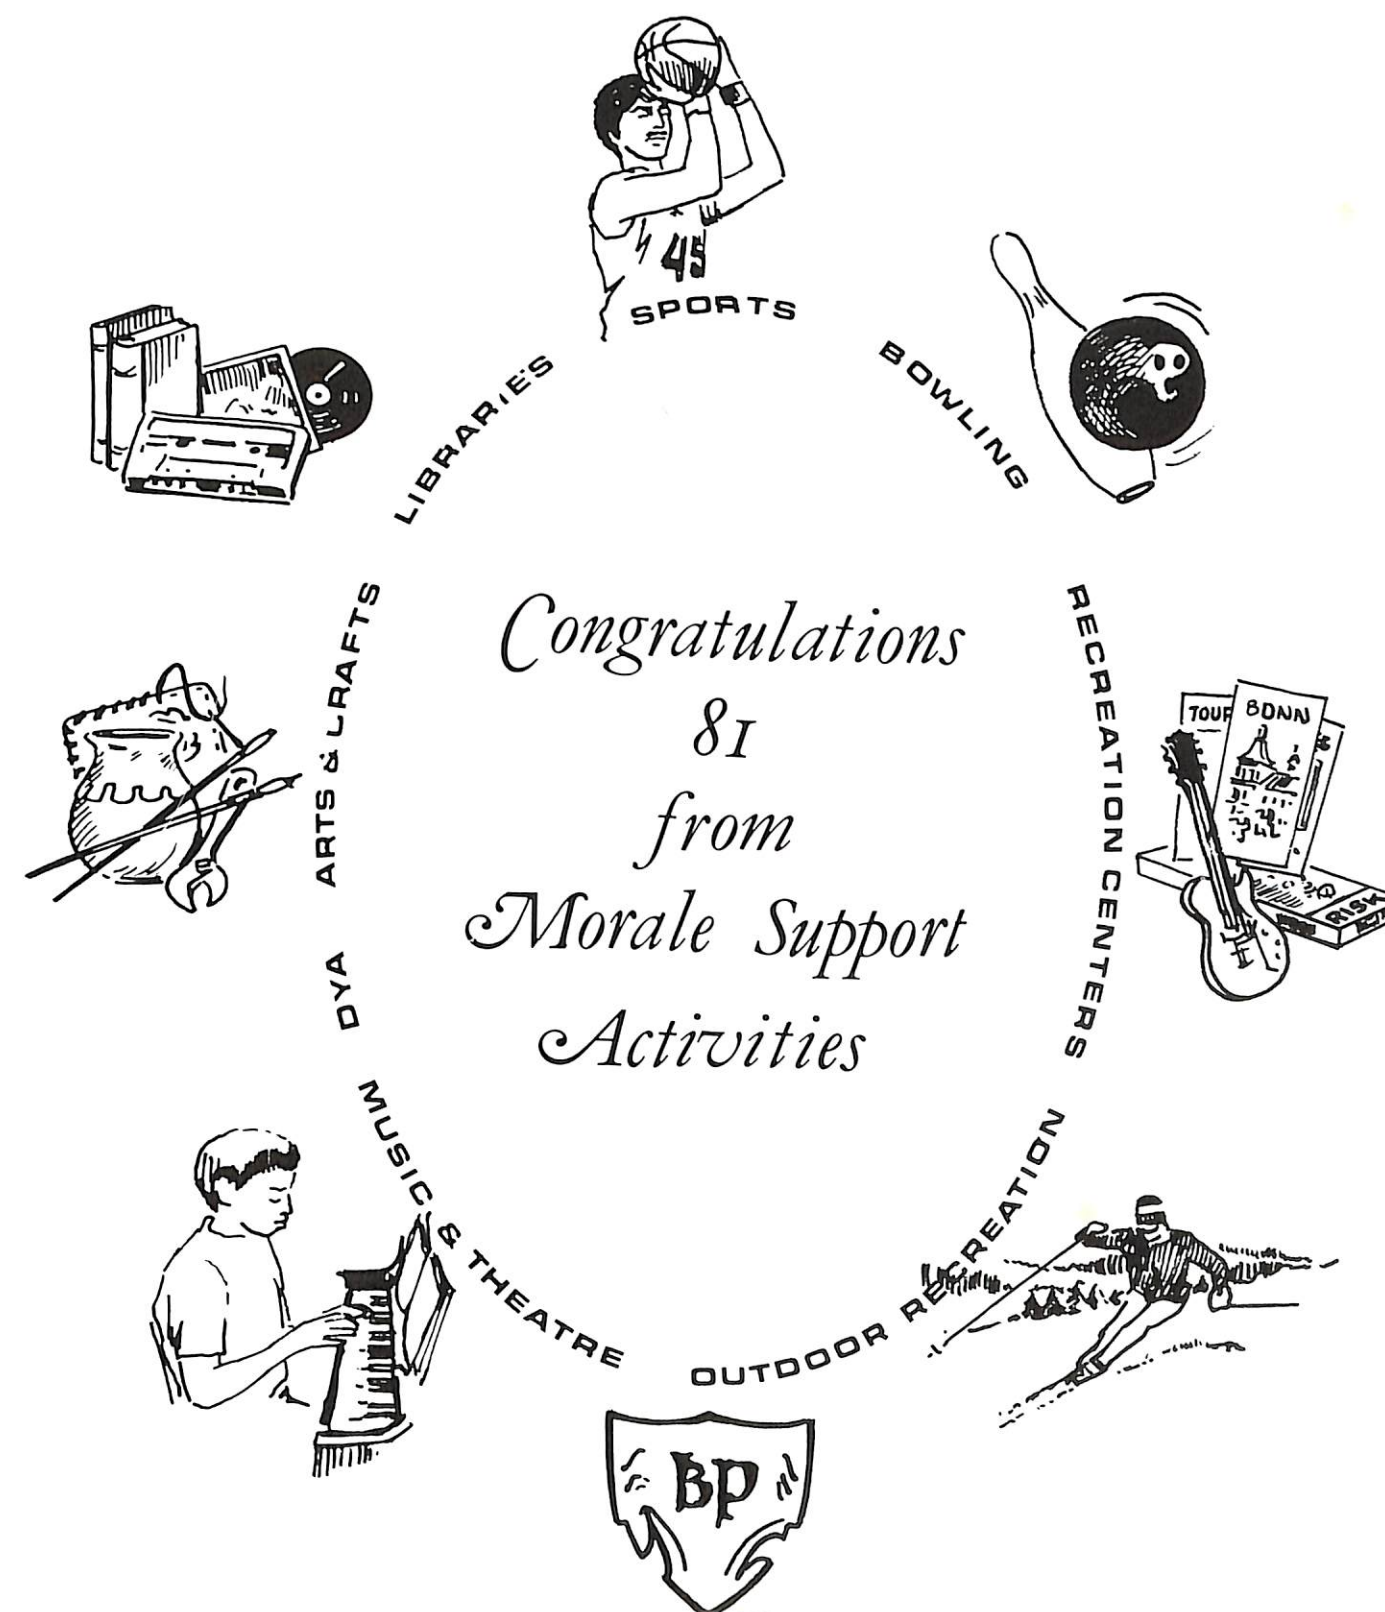 45
SPORTS
BOWLING
RECREATION CENTERS
TOUR
BONN
RISK
OUTDOOR RECREATION
BP
MUSIC & THEATRE
DYA
ARTS & CRAFTS
LIBRARIES
Congratulations
81
from
Morale Support
Activities